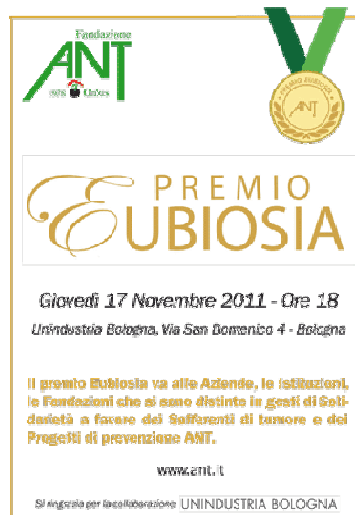 Fondazione
ANT
1978 Onlus
PREMIO EUBIOSIA
ANT
PREMIO
EUBIOSIA
Giovedì 17 Novembre 2011 - Ore 18
Unindustria Bologna, Via San Domenico 4 - Bologna
Il premio Eubiosia va alle Aziende, le Istituzioni,
le Fondazioni che si sono distinte in gesti di Soli-
darietà a favore dei Sofferenti di tumore e dei
Progetti di prevenzione ANT.
www.ant.it
Si ringrazia per la collaborazione UNINDUSTRIA BOLOGNA